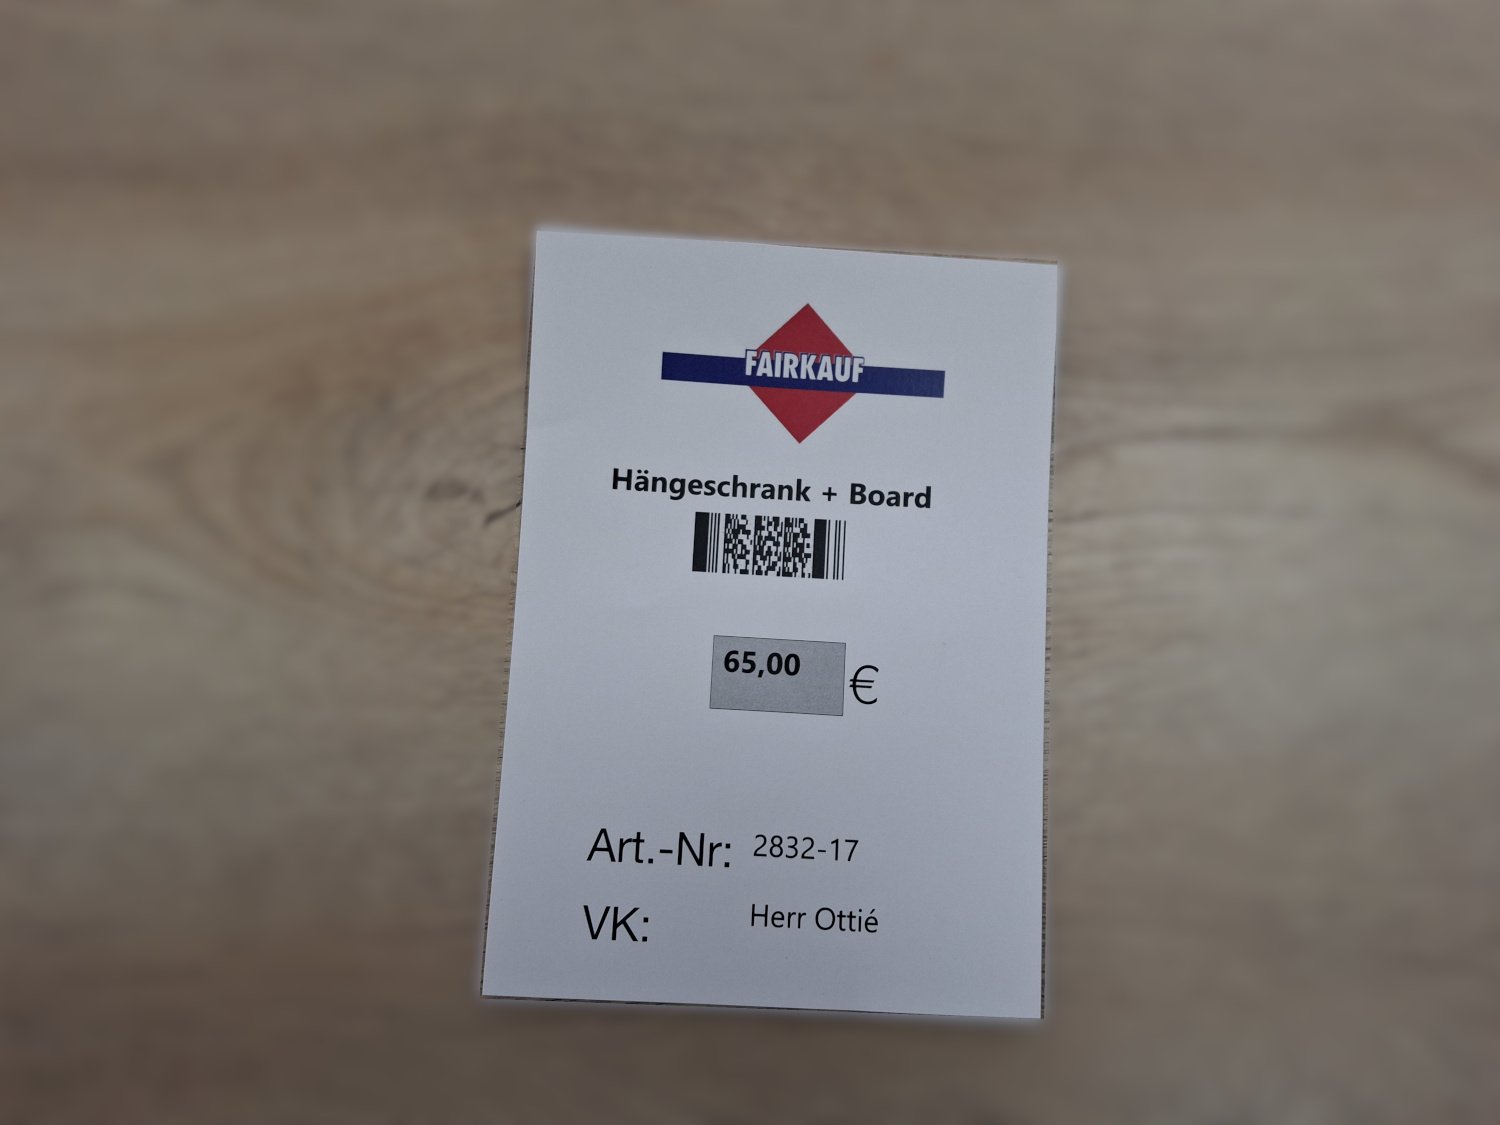 FAIRKAUF
Hängeschrank + Board
65,00 €
Art.-Nr: 2832-17
VK: Herr Ottié